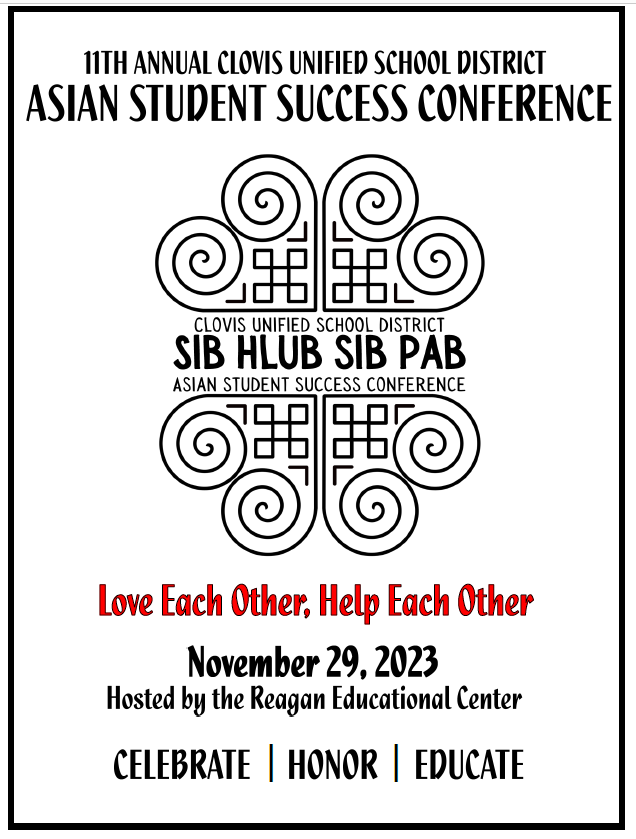 11TH ANNUAL CLOVIS UNIFIED SCHOOL DISTRICT
ASIAN STUDENT SUCCESS CONFERENCE
CLOVIS UNIFIED SCHOOL DISTRICT
SIB HLUB SIB PAB
ASIAN STUDENT SUCCESS CONFERENCE
Love Each Other, Help Each Other
November 29, 2023
Hosted by the Reagan Educational Center
CELEBRATE | HONOR | EDUCATE